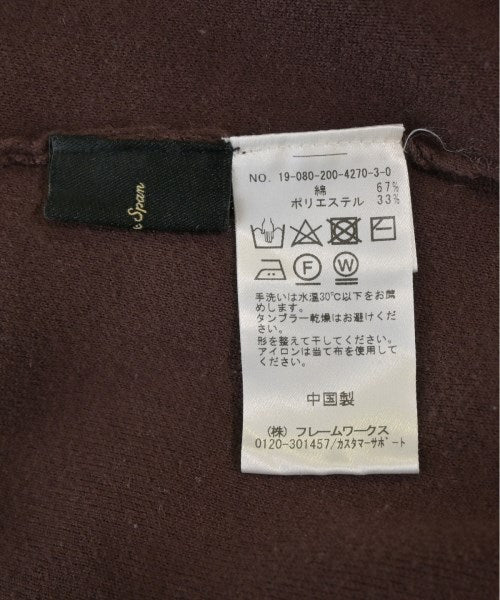 Span
NO. 19-080-200-4270-3-0
綿 67%
ポリエステル 33%
F
W
手洗いは水温30℃以下をお薦
めします。
タンブラー乾燥はお避けくだ
さい。
形を整えて干してください。
アイロンは当て布を使用して
ください。
中国製
(株) フレームワークス
0120-301457/カスタマーサポート